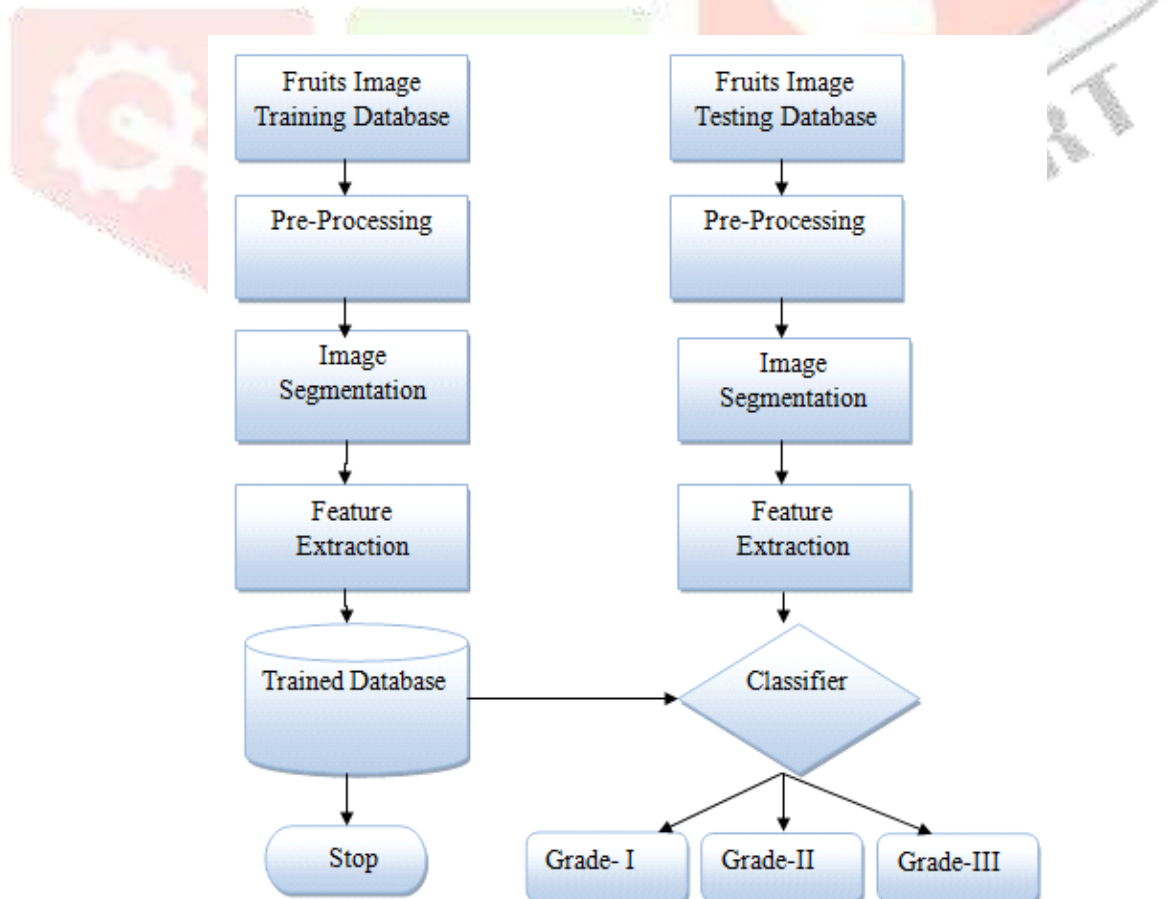 Fruits Image
Training Database
Pre-Processing
Image
Segmentation
Feature
Extraction
Trained Database
Stop
Fruits Image
Testing Database
Pre-Processing
Image
Segmentation
Feature
Extraction
Classifier
Grade- I
Grade-II
Grade-III